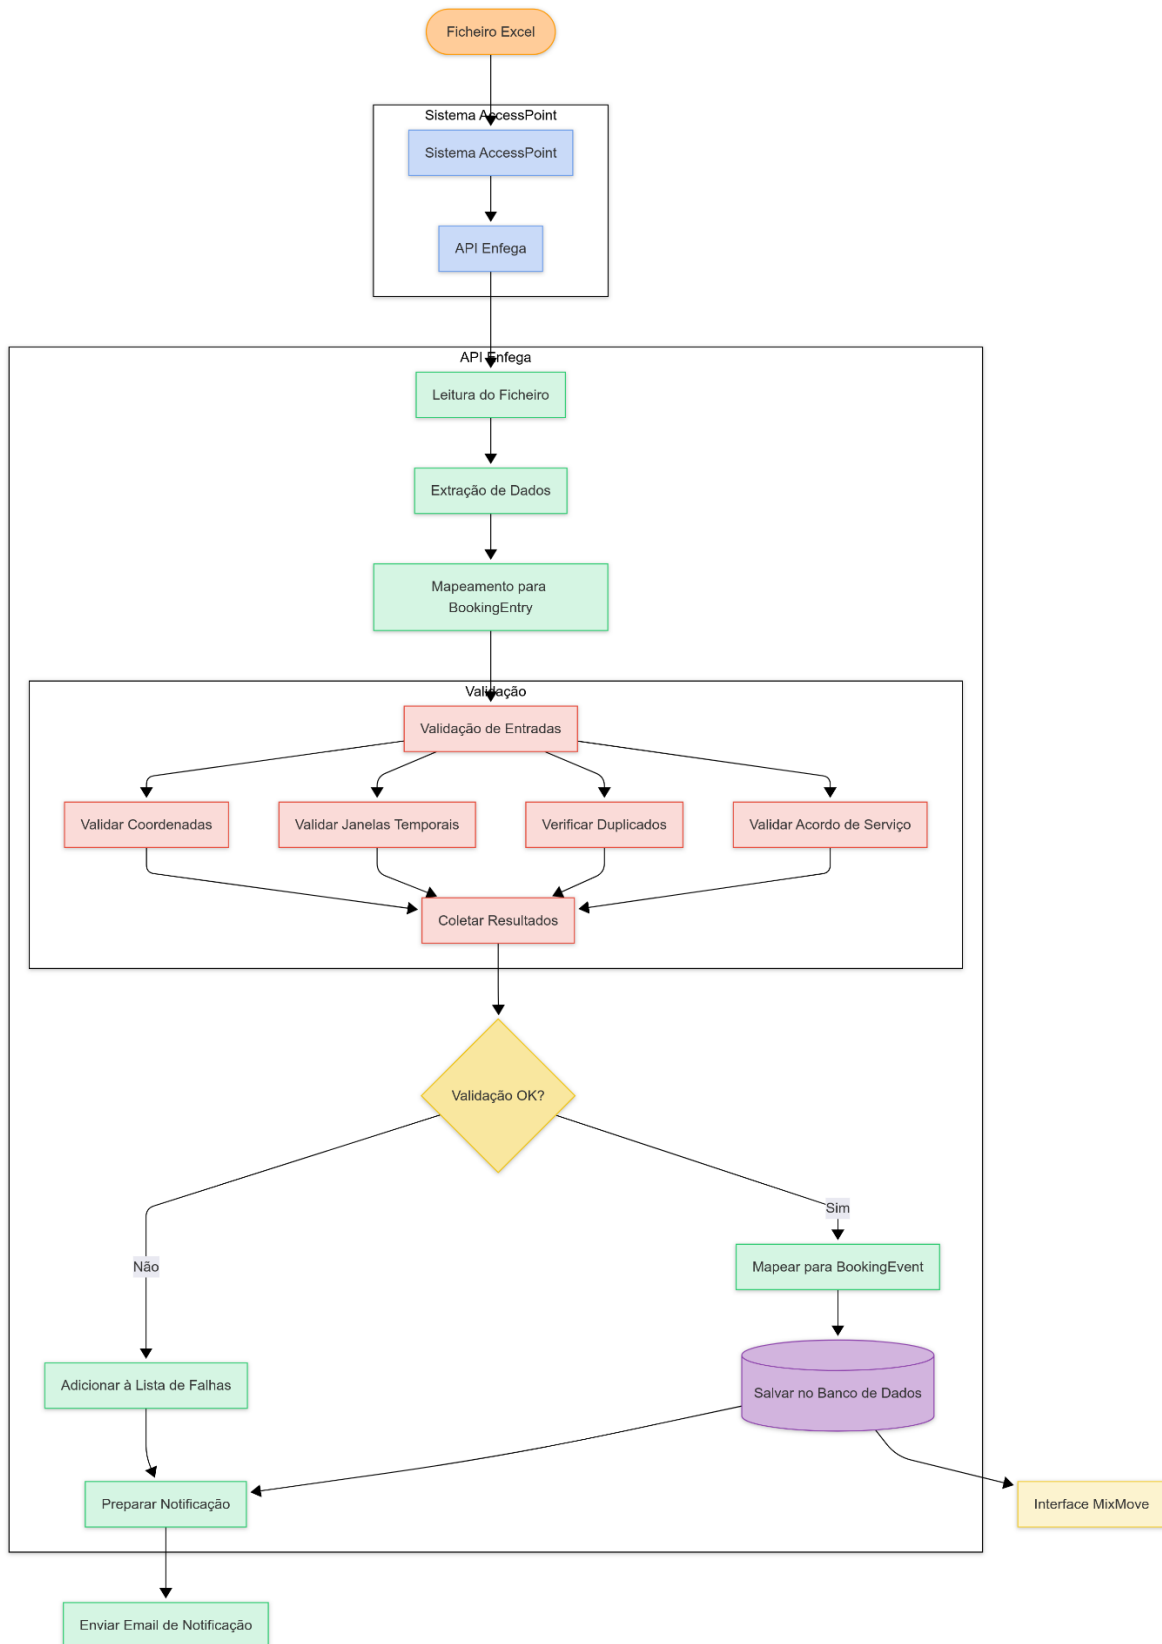 Ficheiro Excel
Sistema AccessPoint
Sistema AccessPoint
API Enfega
API Enfega
Leitura do Ficheiro
Extração de Dados
Mapeamento para
BookingEntry
Validação
Validação de Entradas
Validar Coordenadas
Validar Janelas Temporais
Verificar Duplicados
Validar Acordo de Serviço
Coletar Resultados
Validação OK?
Sim
Não
Mapear para BookingEvent
Adicionar à Lista de Falhas
Salvar no Banco de Dados
Preparar Notificação
Interface MixMove
Enviar Email de Notificação